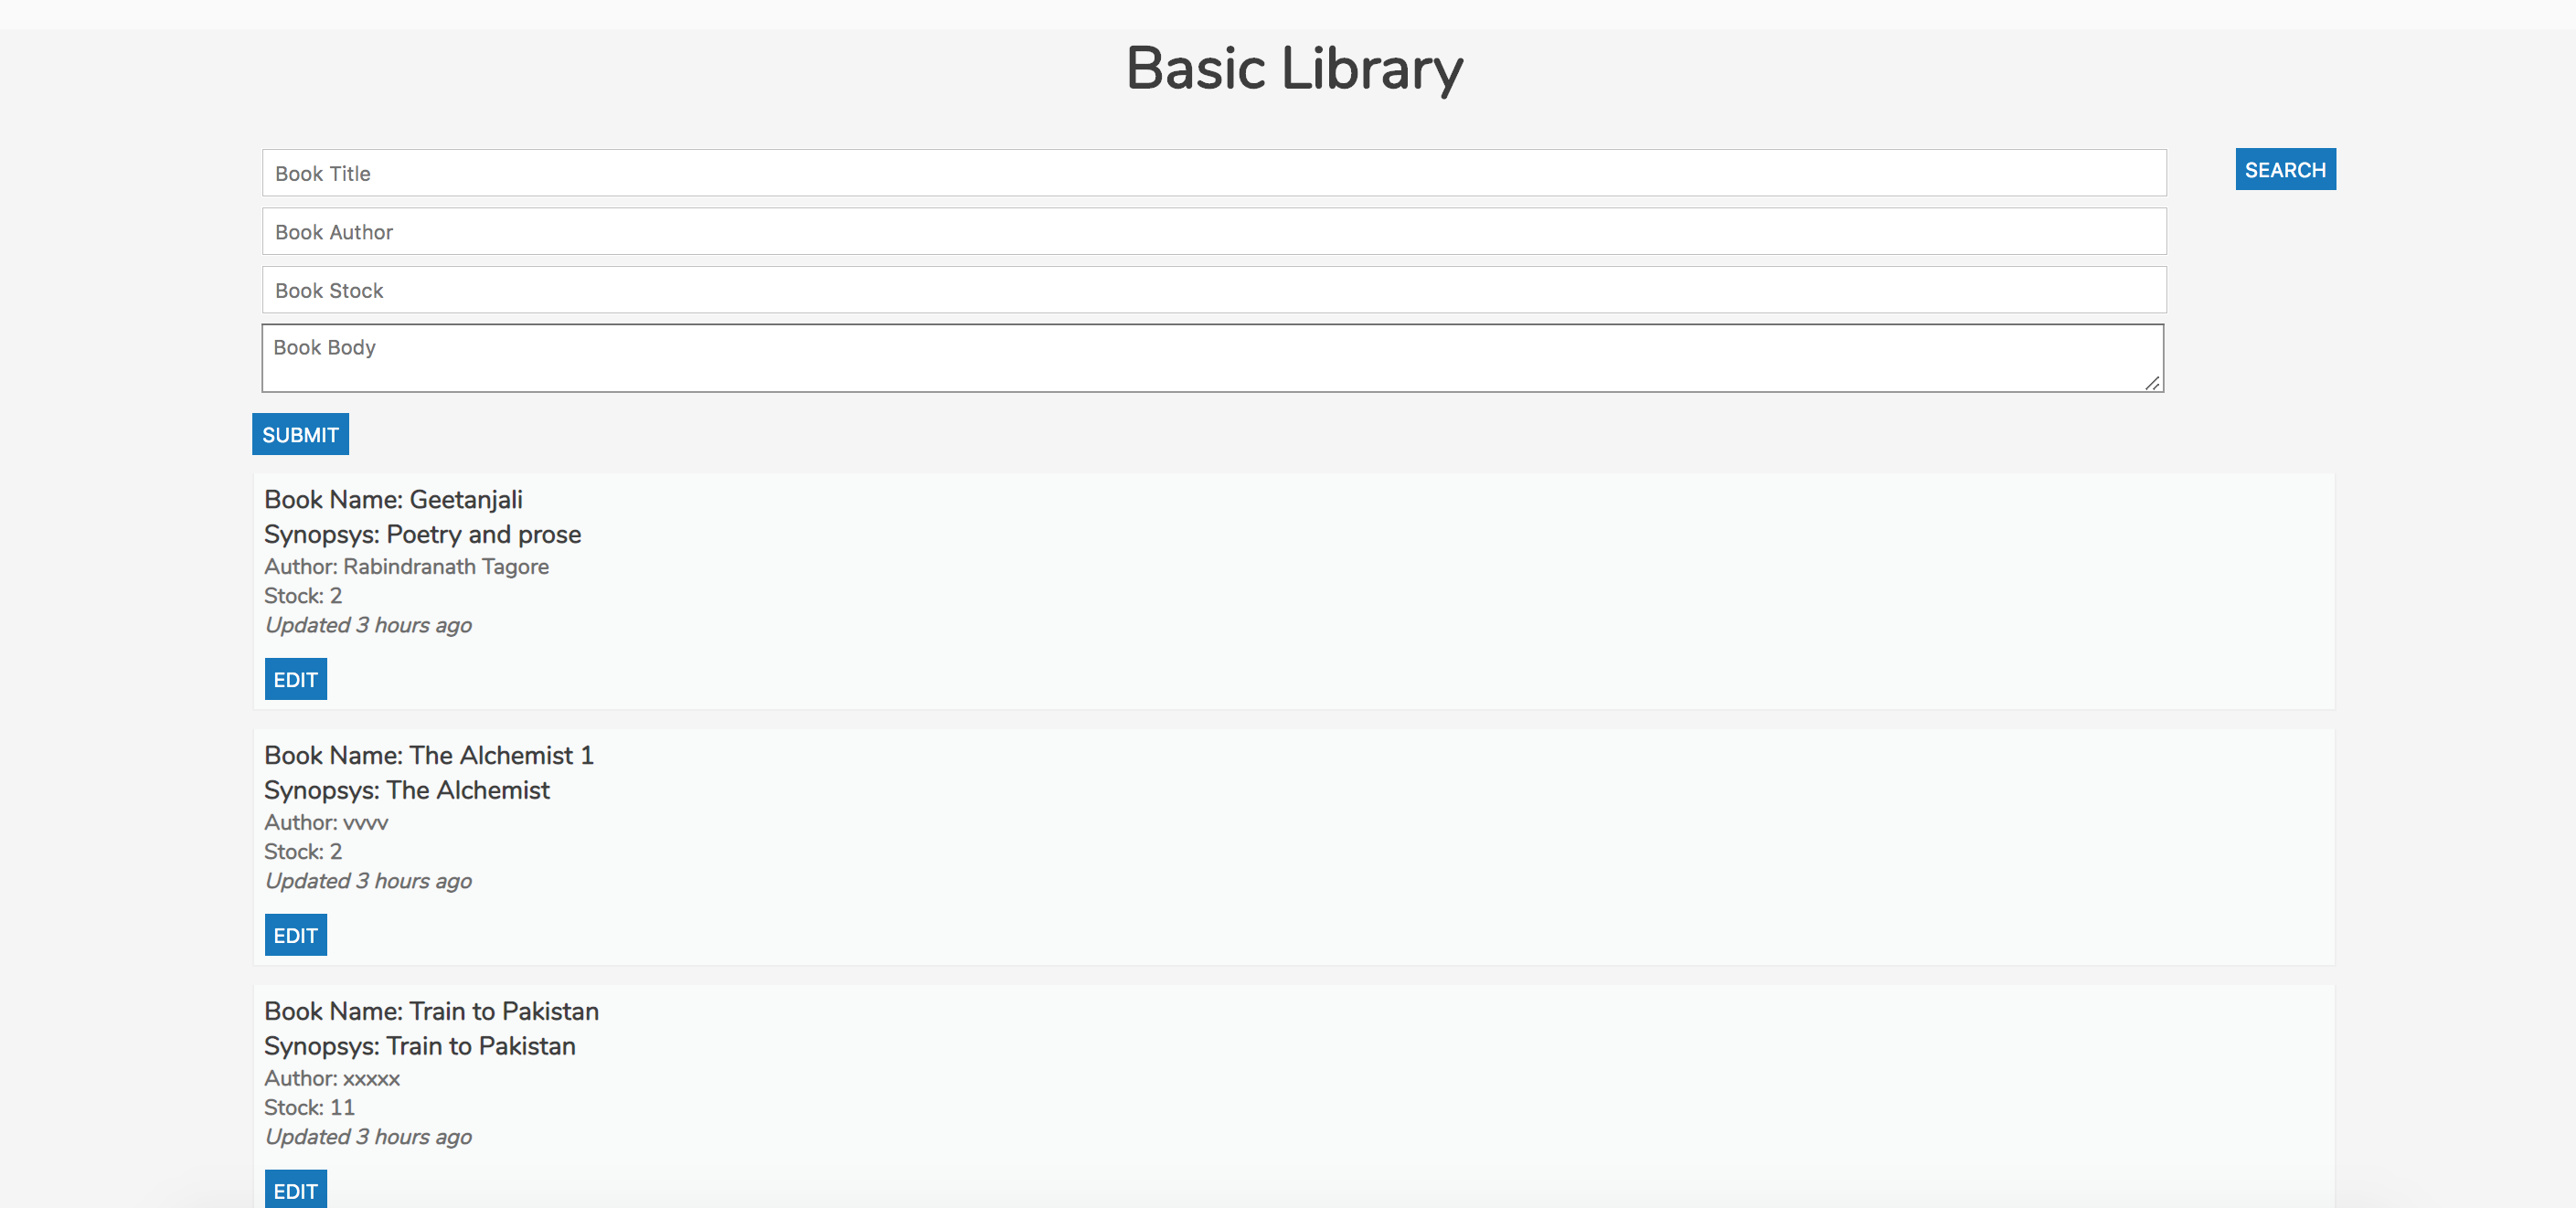 Basic Library
Book Title
SEARCH
Book Author
Book Stock
Book Body
SUBMIT
Book Name: Geetanjali
Synopsys: Poetry and prose
Author: Rabindranath Tagore
Stock: 2
Updated 3 hours ago
EDIT
Book Name: The Alchemist 1
Synopsys: The Alchemist
Author: vvvv
Stock: 2
Updated 3 hours ago
EDIT
Book Name: Train to Pakistan
Synopsys: Train to Pakistan
Author: xxxxx
Stock: 11
Updated 3 hours ago
EDIT